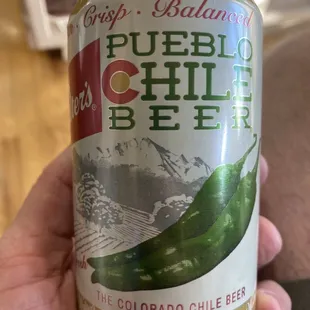 Crisp · Balanced
PUEBLO
CHILE
BEER
THE COLORADO CHILE BEER